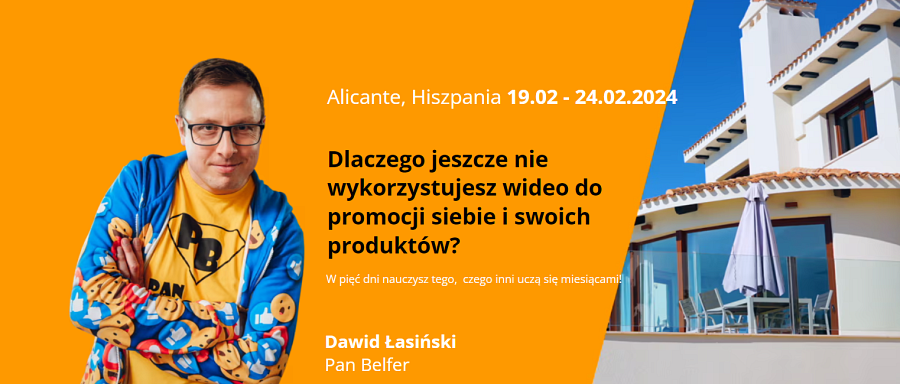 Alicante, Hiszpania 19.02 - 24.02.2024
Dlaczego jeszcze nie
wykorzystujesz wideo do
promocji siebie i swoich
produktów?
W pięć dni nauczysz tego, czego inni uczą się miesiącami!
PB
PAN
Dawid Łasiński
Pan Belfer